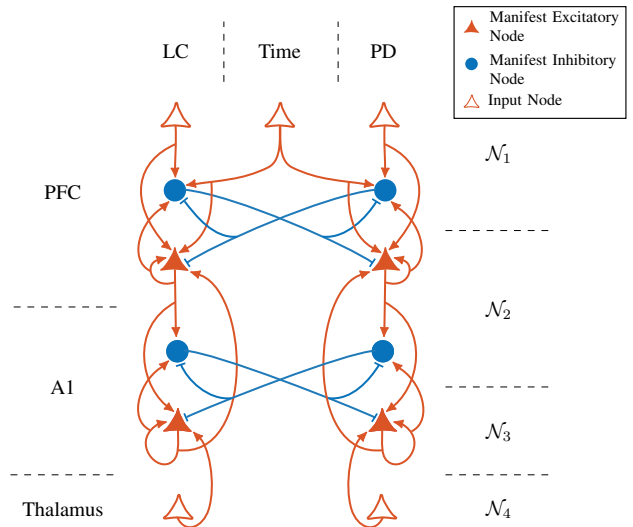 LC
Time
PD
Manifest Excitatory
Node
Manifest Inhibitory
Node
Input Node
PFC
A1
Thalamus
𝒩₁
𝒩₂
𝒩₃
𝒩₄